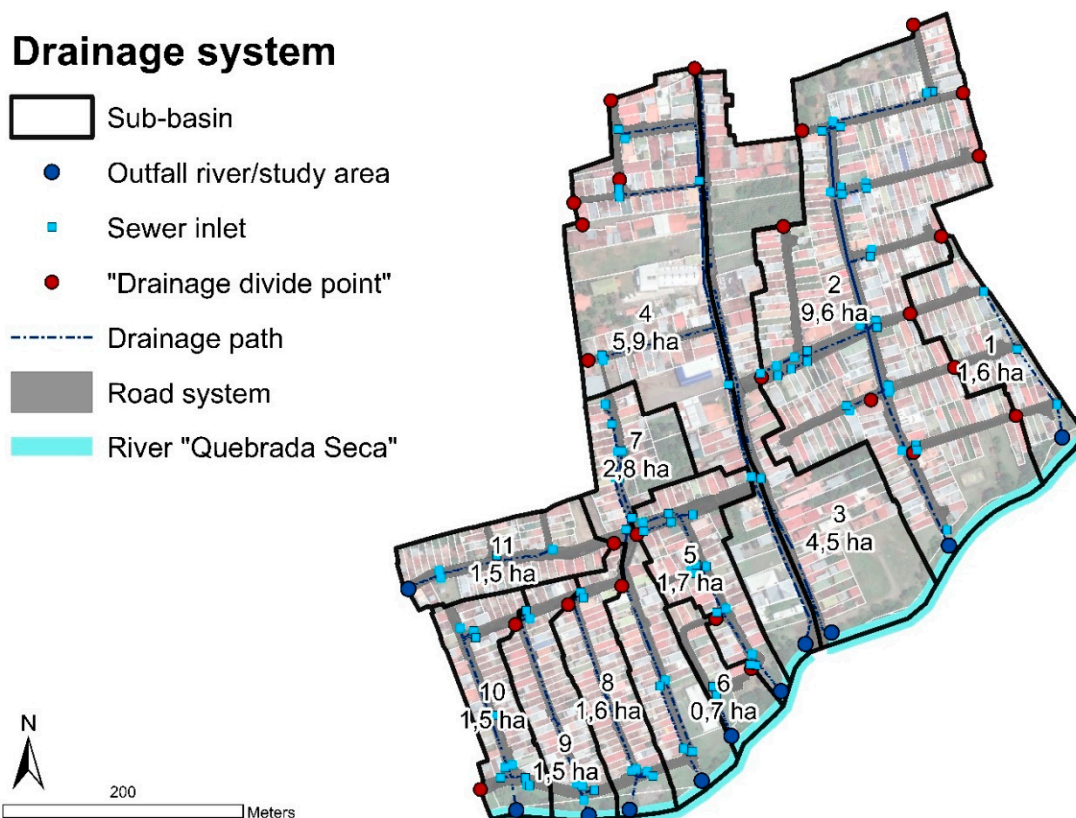 Drainage system
Sub-basin
Outfall river/study area
Sewer inlet
"Drainage divide point"
Drainage path
Road system
River "Quebrada Seca"
4
5,9 ha
2
9,6 ha
1
1,6 ha
7
2,8 ha
3
4,5 ha
11
1,5 ha
5
1,7 ha
10
1,5 ha
8
1,6 ha
6
0,7 ha
9
1,5 ha
N
200
Meters